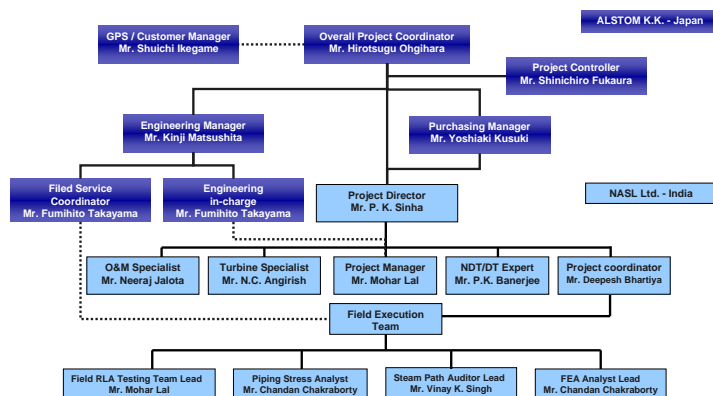 ALSTOM K.K. - Japan
GPS / Customer Manager
Mr. Shuichi Ikegame
Overall Project Coordinator
Mr. Hirotsugu Ohgihara
Project Controller
Mr. Shinichiro Fukaura
Engineering Manager
Mr. Kinji Matsushita
Purchasing Manager
Mr. Yoshiaki Kusuki
Filed Service
Coordinator
Mr. Fumihito Takayama
Engineering
in-charge
Mr. Fumihito Takayama
Project Director
Mr. P. K. Sinha
NASL Ltd. - India
O&M Specialist
Mr. Neeraj Jalota
Turbine Specialist
Mr. N.C. Angirish
Project Manager
Mr. Mohar Lal
NDT/DT Expert
Mr. P.K. Banerjee
Project coordinator
Mr. Deepesh Bhartiya
Field Execution
Team
Field RLA Testing Team Lead
Mr. Mohar Lal
Piping Stress Analyst
Mr. Chandan Chakraborty
Steam Path Auditor Lead
Mr. Vinay K. Singh
FEA Analyst Lead
Mr. Chandan Chakraborty